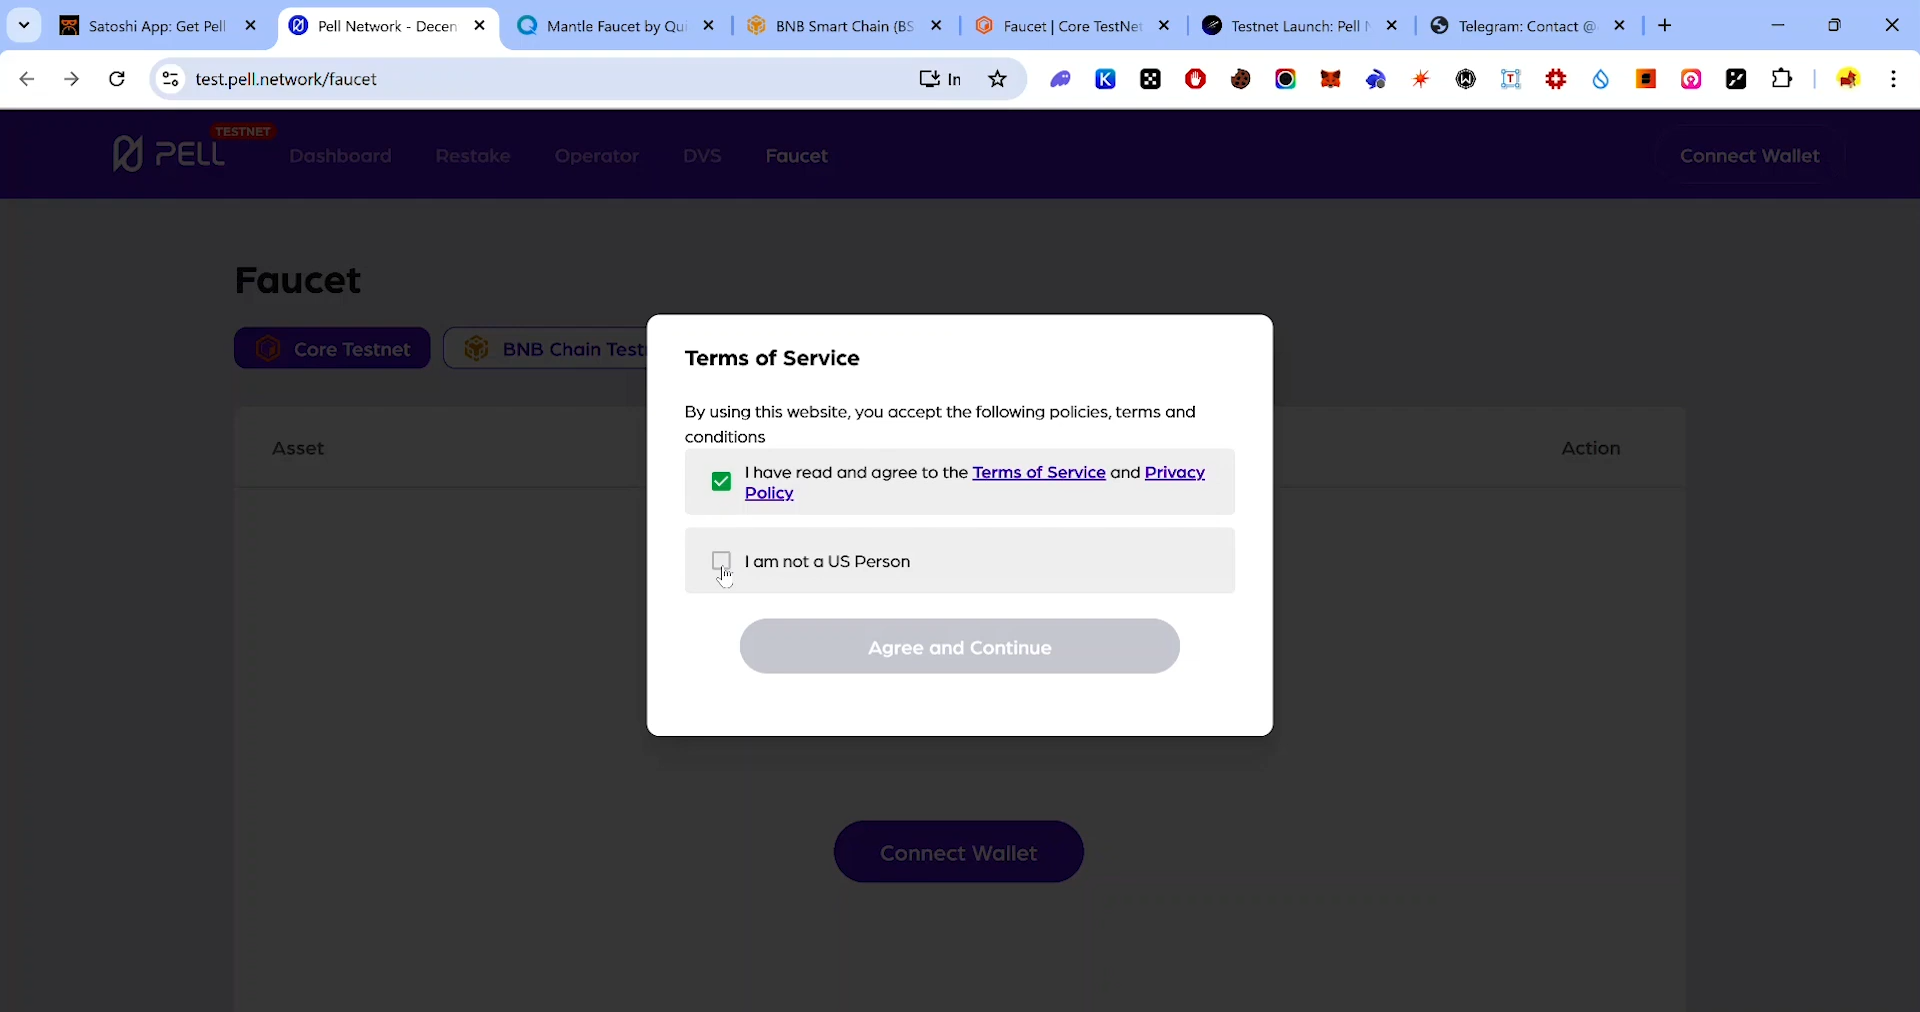 Satoshi App: Get Pell
Pell Network - Decen
Mantle Faucet by Qui
BNB Smart Chain (BS
Faucet | Core TestNet
Testnet Launch: Pell N
Telegram: Contact @
test.pell.network/faucet
In
PELL
TESTNET
Dashboard
Restake
Operator
DVS
Faucet
Connect Wallet
Faucet
Core Testnet
BNB Chain Test
Asset
Action
Terms of Service
By using this website, you accept the following policies, terms and
conditions
I have read and agree to the Terms of Service and Privacy
Policy
I am not a US Person
Agree and Continue
Connect Wallet